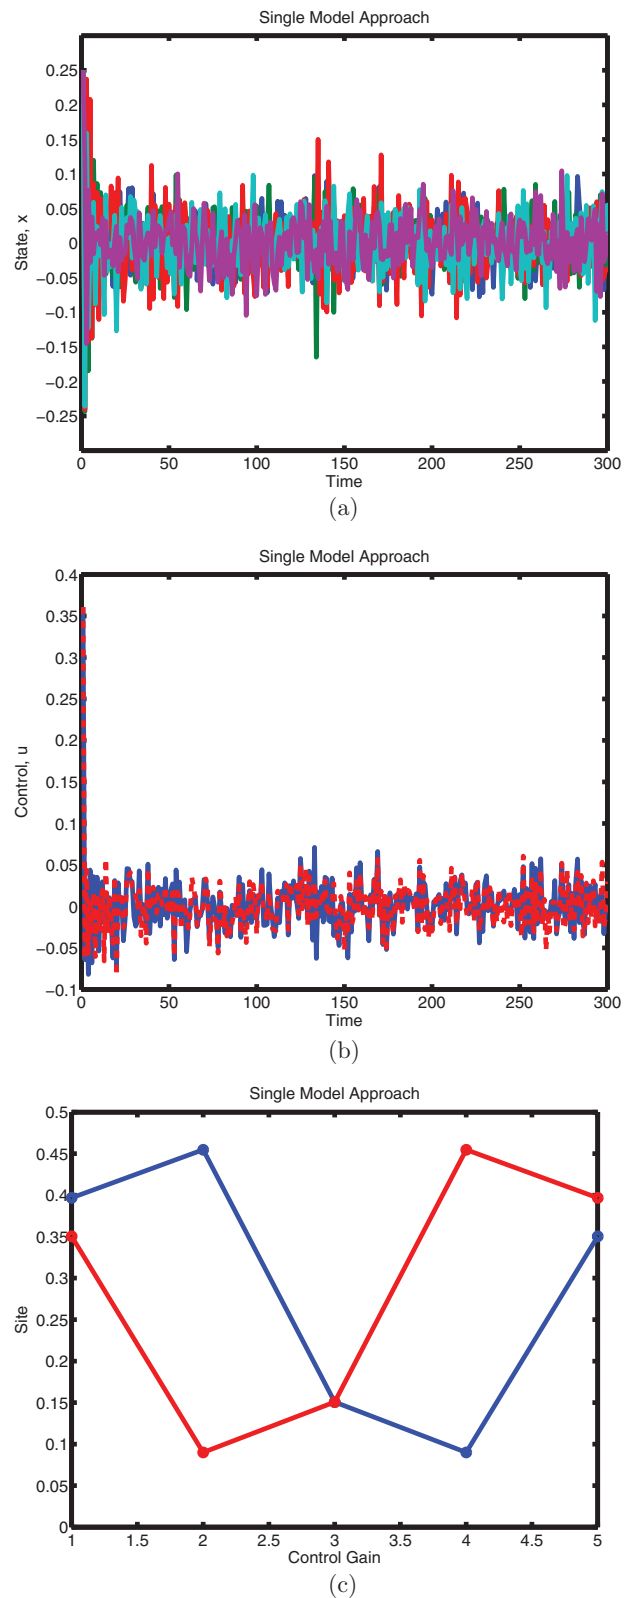 Single Model Approach
0.25
0.2
0.15
0.1
0.05
0
−0.05
−0.1
−0.15
−0.2
−0.25
State, x
0 50 100 150 200 250 300
Time
(a)
Single Model Approach
0.4
0.35
0.3
0.25
0.2
0.15
0.1
0.05
0
−0.05
−0.1
Control, u
0 50 100 150 200 250 300
Time
(b)
Single Model Approach
0.5
0.45
0.4
0.35
0.3
0.25
0.2
0.15
0.1
0.05
0
Site
1 1.5 2 2.5 3 3.5 4 4.5 5
Control Gain
(c)